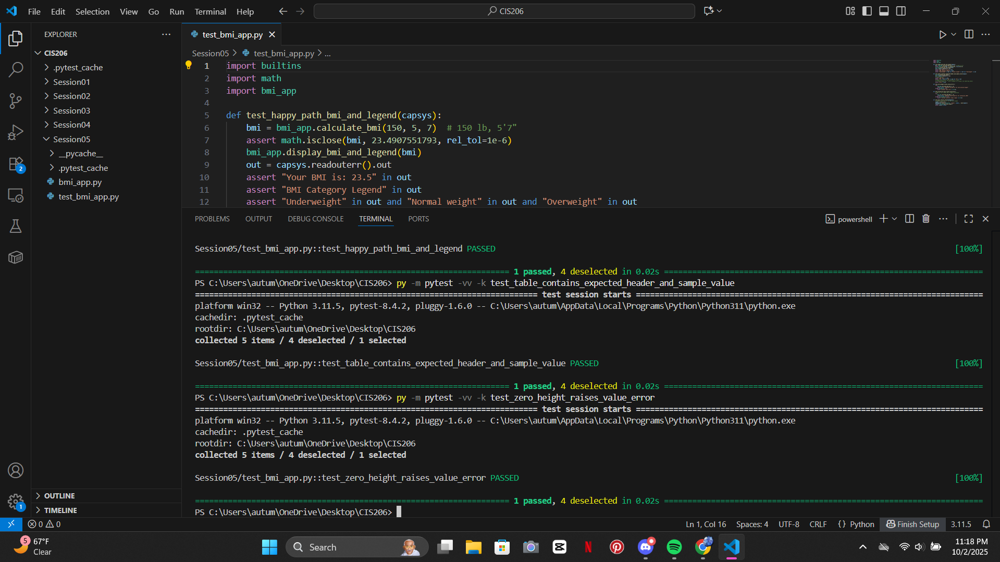 File Edit Selection View Go Run Terminal Help
CIS206
EXPLORER
test_bmi_app.py
CIS206
.pytest_cache
Session01
Session02
Session03
Session04
Session05
__pycache__
.pytest_cache
bmi_app.py
test_bmi_app.py
OUTLINE
TIMELINE
2
1
Session05 > test_bmi_app.py > ...
1 import builtins
2 import math
3 import bmi_app
4
5 def test_happy_path_bmi_and_legend(capsys):
6 bmi = bmi_app.calculate_bmi(150, 5, 7)  # 150 lb, 5'7"
7 assert math.isclose(bmi, 23.4907551793, rel_tol=1e-6)
8 bmi_app.display_bmi_and_legend(bmi)
9 out = capsys.readouterr().out
10 assert "Your BMI is: 23.5" in out
11 assert "BMI Category Legend" in out
12 assert "Underweight" in out and "Normal weight" in out and "Overweight" in out
PROBLEMS OUTPUT DEBUG CONSOLE TERMINAL PORTS
powershell
Session05/test_bmi_app.py::test_happy_path_bmi_and_legend PASSED [100%]
=================================================================== 1 passed, 4 deselected in 0.02s ====================================================================
PS C:\Users\autum\OneDrive\Desktop\CIS206> py -m pytest -vv -k test_table_contains_expected_header_and_sample_value
========================================================================= test session starts ==========================================================================
platform win32 -- Python 3.11.5, pytest-8.4.2, pluggy-1.6.0 -- C:\Users\autum\AppData\Local\Programs\Python\Python311\python.exe
cachedir: .pytest_cache
rootdir: C:\Users\autum\OneDrive\Desktop\CIS206
collected 5 items / 4 deselected / 1 selected
Session05/test_bmi_app.py::test_table_contains_expected_header_and_sample_value PASSED [100%]
=================================================================== 1 passed, 4 deselected in 0.02s ====================================================================
PS C:\Users\autum\OneDrive\Desktop\CIS206> py -m pytest -vv -k test_zero_height_raises_value_error
========================================================================= test session starts ==========================================================================
platform win32 -- Python 3.11.5, pytest-8.4.2, pluggy-1.6.0 -- C:\Users\autum\AppData\Local\Programs\Python\Python311\python.exe
cachedir: .pytest_cache
rootdir: C:\Users\autum\OneDrive\Desktop\CIS206
collected 5 items / 4 deselected / 1 selected
Session05/test_bmi_app.py::test_zero_height_raises_value_error PASSED [100%]
=================================================================== 1 passed, 4 deselected in 0.02s ====================================================================
PS C:\Users\autum\OneDrive\Desktop\CIS206>
0 0
Ln 1, Col 16 Spaces: 4 UTF-8 CRLF {} Python Finish Setup 3.11.5
5
67°F
Clear
Search
11:18 PM
10/2/2025